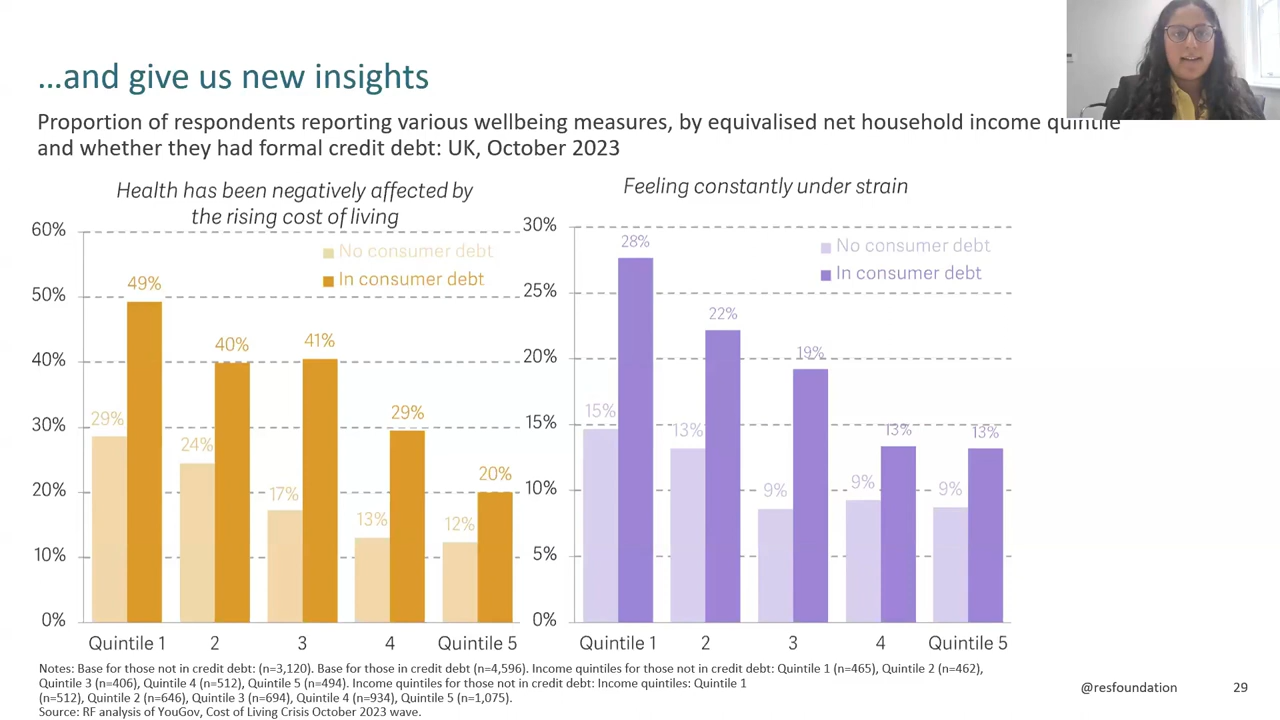 ...and give us new insights
Proportion of respondents reporting various wellbeing measures, by equivalised net household income quintile
and whether they had formal credit debt: UK, October 2023
Health has been negatively affected by
the rising cost of living
60%
50%
40%
30%
20%
10%
0%
No consumer debt
In consumer debt
29%
49%
24%
40%
17%
41%
13%
29%
12%
20%
Quintile 1
2
3
4
Quintile 5
Feeling constantly under strain
30%
25%
20%
15%
10%
5%
0%
No consumer debt
In consumer debt
15%
28%
13%
22%
9%
19%
9%
13%
9%
13%
Quintile 1
2
3
4
Quintile 5
Notes: Base for those not in credit debt: (n=3,120). Base for those in credit debt (n=4,596). Income quintiles for those not in credit debt: Quintile 1 (n=465), Quintile 2 (n=462),
Quintile 3 (n=406), Quintile 4 (n=512), Quintile 5 (n=494). Income quintiles for those not in credit debt: Income quintiles: Quintile 1
(n=512), Quintile 2 (n=646), Quintile 3 (n=694), Quintile 4 (n=934), Quintile 5 (n=1,075).
Source: RF analysis of YouGov, Cost of Living Crisis October 2023 wave.
@resfoundation
29